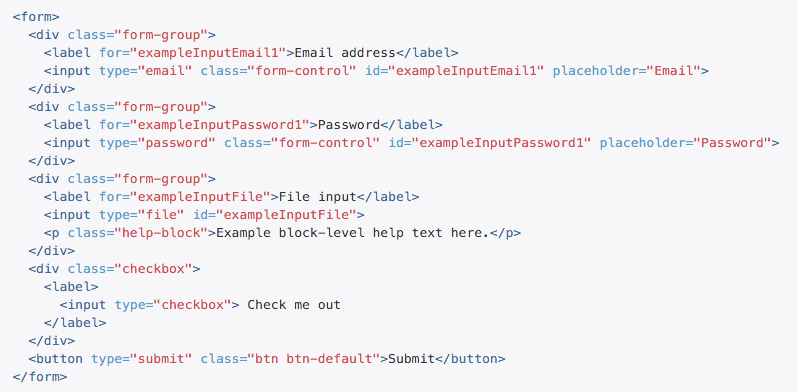 <form>
  <div class="form-group">
    <label for="exampleInputEmail1">Email address</label>
    <input type="email" class="form-control" id="exampleInputEmail1" placeholder="Email">
  </div>
  <div class="form-group">
    <label for="exampleInputPassword1">Password</label>
    <input type="password" class="form-control" id="exampleInputPassword1" placeholder="Password">
  </div>
  <div class="form-group">
    <label for="exampleInputFile">File input</label>
    <input type="file" id="exampleInputFile">
    <p class="help-block">Example block-level help text here.</p>
  </div>
  <div class="checkbox">
    <label>
      <input type="checkbox"> Check me out
    </label>
  </div>
  <button type="submit" class="btn btn-default">Submit</button>
</form>